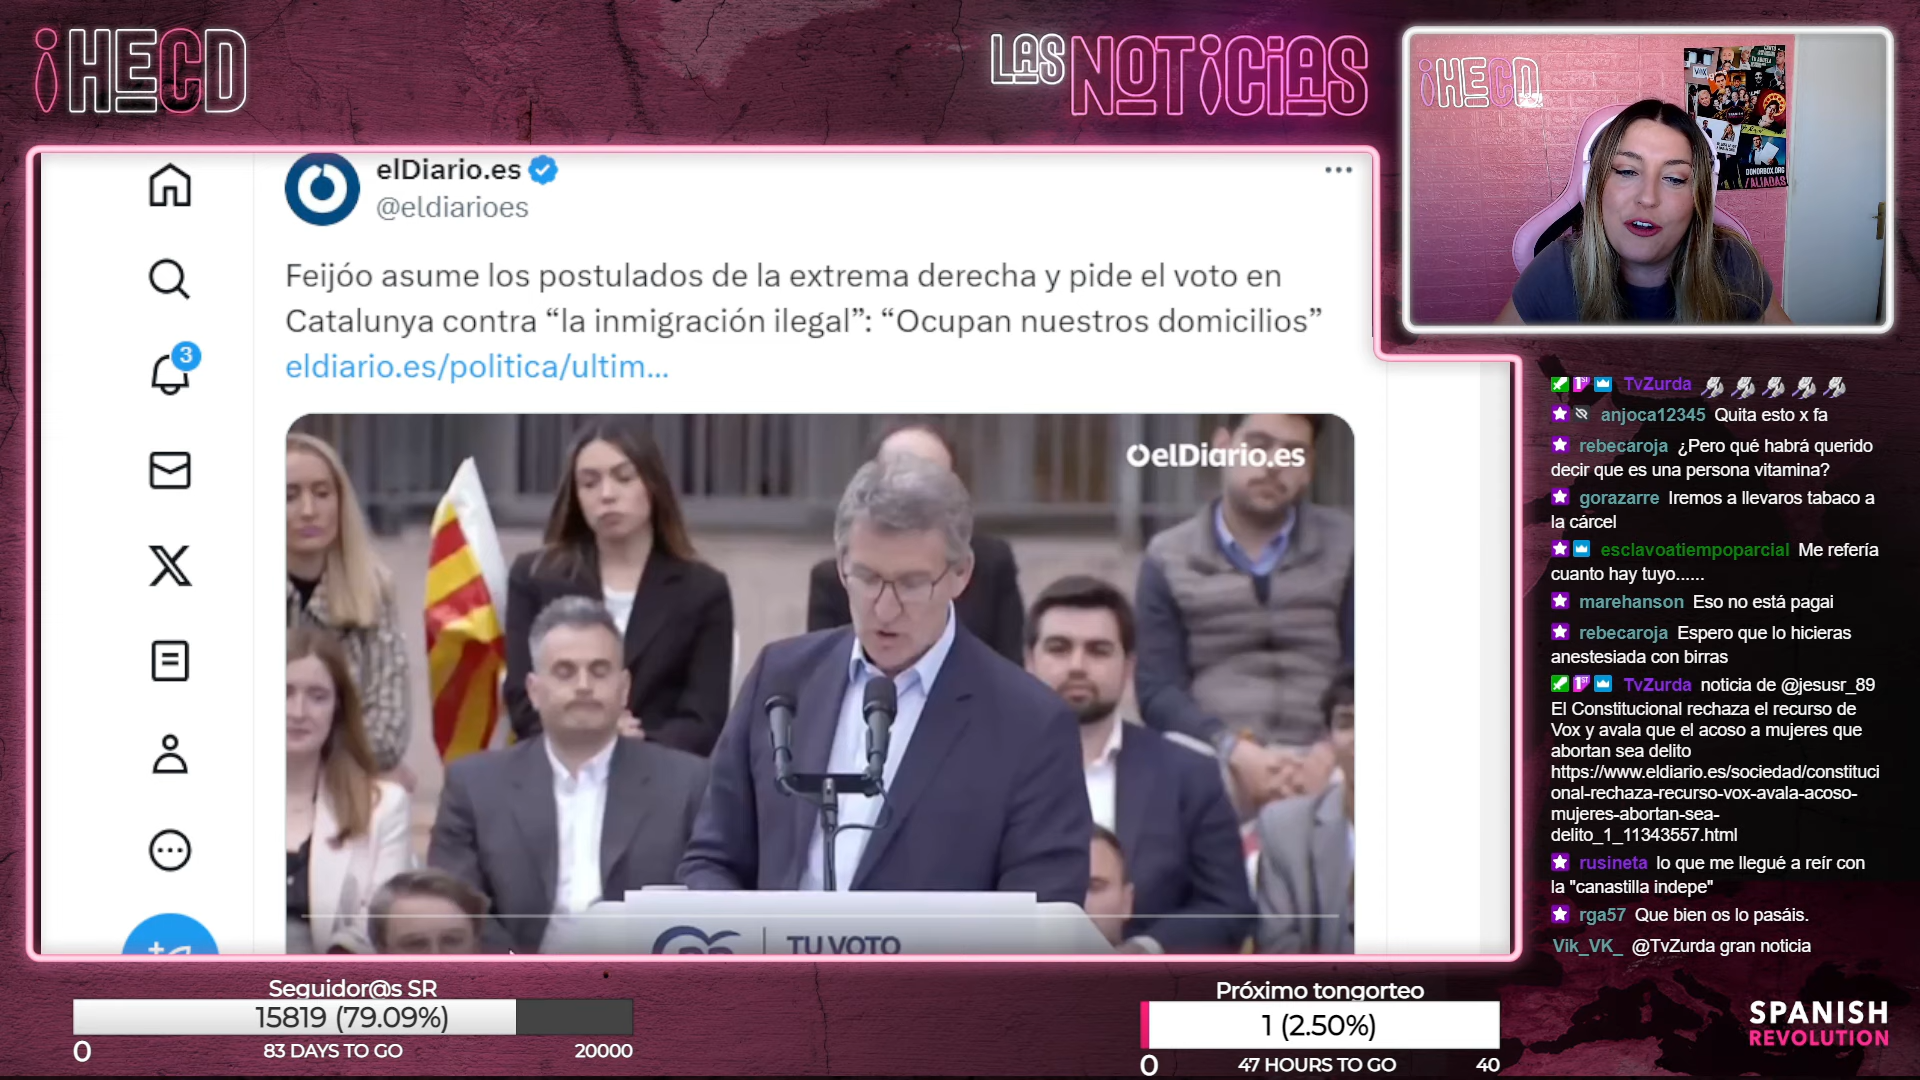 ¡HECD
LAS NOTICIAS
¡HECD
VOX
DONORBOX.ORG
/ALIADAS
elDiario.es
@eldiarioes
Feijóo asume los postulados de la extrema derecha y pide el voto en
Catalunya contra “la inmigración ilegal”: “Ocupan nuestros domicilios”
eldiario.es/politica/ultim...
3
elDiario.es
TU VOTO
TvZurda
anjoca12345 Quita esto x fa
rebecaroja ¿Pero qué habrá querido
decir que es una persona vitamina?
gorazarre Iremos a llevaros tabaco a
la cárcel
esclavoatiempoparcial Me refería
cuanto hay tuyo......
marehanson Eso no está pagai
rebecaroja Espero que lo hicieras
anestesiada con birras
TvZurda noticia de @jesusr_89
El Constitucional rechaza el recurso de
Vox y avala que el acoso a mujeres que
abortan sea delito
https://www.eldiario.es/sociedad/constituci
onal-rechaza-recurso-vox-avala-acoso-
mujeres-abortan-sea-
delito_1_11343557.html
rusineta lo que me llegué a reír con
la "canastilla indepe"
rga57 Que bien os lo pasáis.
Vik_VK_ @TvZurda gran noticia
Seguidor@s SR
15819 (79.09%)
0 83 DAYS TO GO 20000
Próximo tongorteo
1 (2.50%)
0 47 HOURS TO GO 40
SPANISH
REVOLUTION